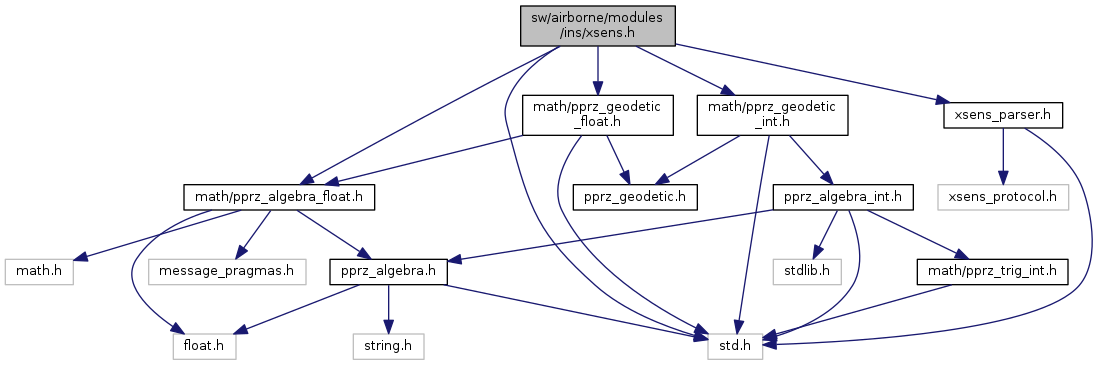 sw/airborne/modules
/ins/xsens.h
math/pprz_geodetic
_float.h
math/pprz_geodetic
_int.h
xsens_parser.h
math/pprz_algebra_float.h
pprz_geodetic.h
pprz_algebra_int.h
xsens_protocol.h
math.h
message_pragmas.h
pprz_algebra.h
stdlib.h
math/pprz_trig_int.h
float.h
string.h
std.h